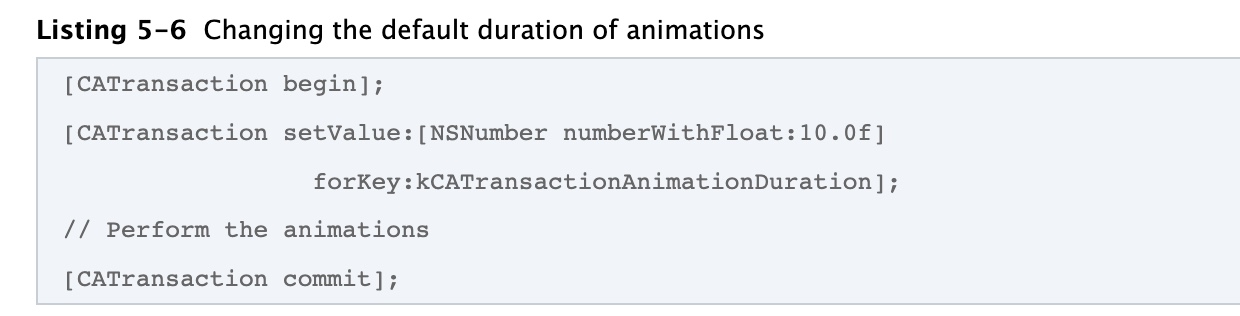 Listing 5-6 Changing the default duration of animations
[CATransaction begin];
[CATransaction setValue:[NSNumber numberWithFloat:10.0f]
forKey:kCATransactionAnimationDuration];
// Perform the animations
[CATransaction commit];